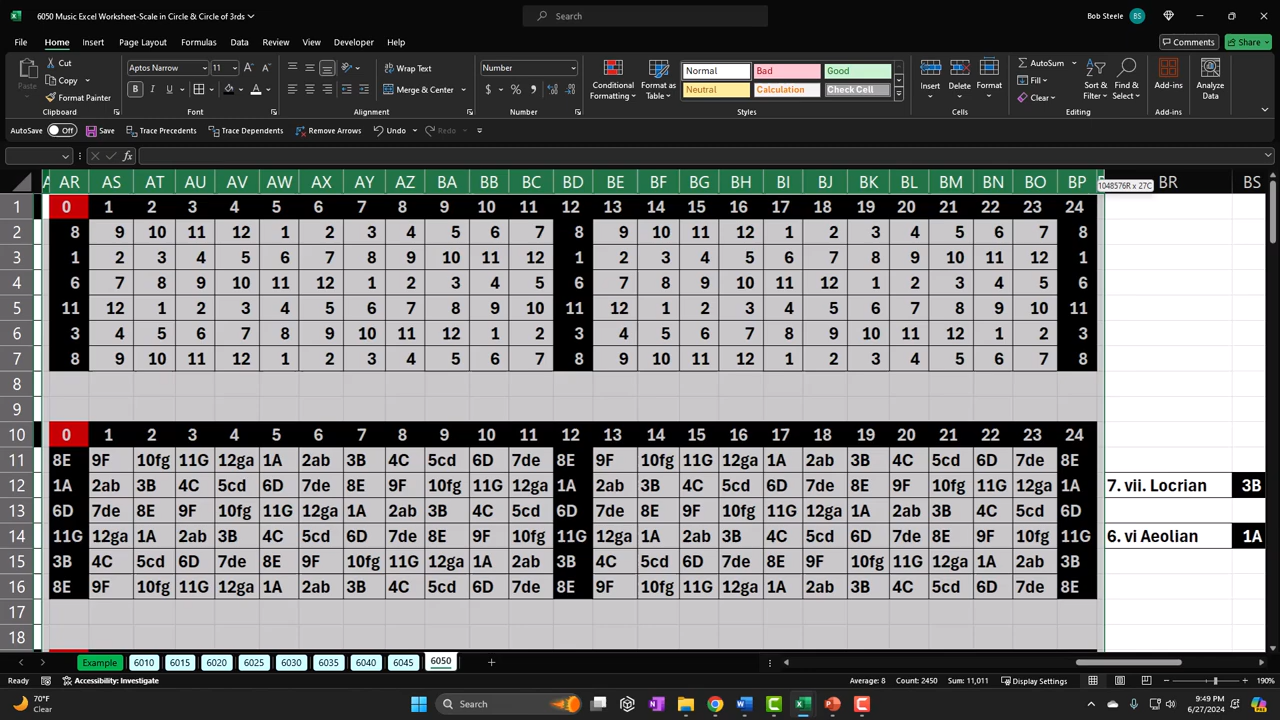 6050 Music Excel Worksheet-Scale in Circle & Circle of 3rds
Search
Bob Steele BS
File Home Insert Page Layout Formulas Data Review View Developer Help
Comments Share
Paste Cut Copy Format Painter Clipboard
Aptos Narrow 11 B I U Font
Wrap Text Merge & Center Alignment
Number $ % Number
Conditional Formatting Format as Table
Normal Bad Good
Neutral Calculation Check Cell
Styles
Insert Delete Format Cells
AutoSum Fill Clear Sort & Filter Find & Select Editing
Add-ins Add-ins
Analyze Data
AutoSave Off Save Trace Precedents Trace Dependents Remove Arrows Undo Redo
fx
AR AS AT AU AV AW AX AY AZ BA BB BC BD BE BF BG BH BI BJ BK BL BM BN BO BP 1048576R x 27C BR BS
1 0 1 2 3 4 5 6 7 8 9 10 11 12 13 14 15 16 17 18 19 20 21 22 23 24
2 8 9 10 11 12 1 2 3 4 5 6 7 8 9 10 11 12 1 2 3 4 5 6 7 8
3 1 2 3 4 5 6 7 8 9 10 11 12 1 2 3 4 5 6 7 8 9 10 11 12 1
4 6 7 8 9 10 11 12 1 2 3 4 5 6 7 8 9 10 11 12 1 2 3 4 5 6
5 11 12 1 2 3 4 5 6 7 8 9 10 11 12 1 2 3 4 5 6 7 8 9 10 11
6 3 4 5 6 7 8 9 10 11 12 1 2 3 4 5 6 7 8 9 10 11 12 1 2 3
7 8 9 10 11 12 1 2 3 4 5 6 7 8 9 10 11 12 1 2 3 4 5 6 7 8
8
9
10 0 1 2 3 4 5 6 7 8 9 10 11 12 13 14 15 16 17 18 19 20 21 22 23 24
11 8E 9F 10fg 11G 12ga 1A 2ab 3B 4C 5cd 6D 7de 8E 9F 10fg 11G 12ga 1A 2ab 3B 4C 5cd 6D 7de 8E
12 1A 2ab 3B 4C 5cd 6D 7de 8E 9F 10fg 11G 12ga 1A 2ab 3B 4C 5cd 6D 7de 8E 9F 10fg 11G 12ga 1A 7. vii. Locrian 3B
13 6D 7de 8E 9F 10fg 11G 12ga 1A 2ab 3B 4C 5cd 6D 7de 8E 9F 10fg 11G 12ga 1A 2ab 3B 4C 5cd 6D
14 11G 12ga 1A 2ab 3B 4C 5cd 6D 7de 8E 9F 10fg 11G 12ga 1A 2ab 3B 4C 5cd 6D 7de 8E 9F 10fg 11G 6. vi Aeolian 1A
15 3B 4C 5cd 6D 7de 8E 9F 10fg 11G 12ga 1A 2ab 3B 4C 5cd 6D 7de 8E 9F 10fg 11G 12ga 1A 2ab 3B
16 8E 9F 10fg 11G 12ga 1A 2ab 3B 4C 5cd 6D 7de 8E 9F 10fg 11G 12ga 1A 2ab 3B 4C 5cd 6D 7de 8E
17
18
Example 6010 6015 6020 6025 6030 6035 6040 6045 6050
Ready Accessibility: Investigate Average: 8 Count: 2450 Sum: 11,011 Display Settings 190%
70°F
Clear
Search
9:49 PM
6/27/2024